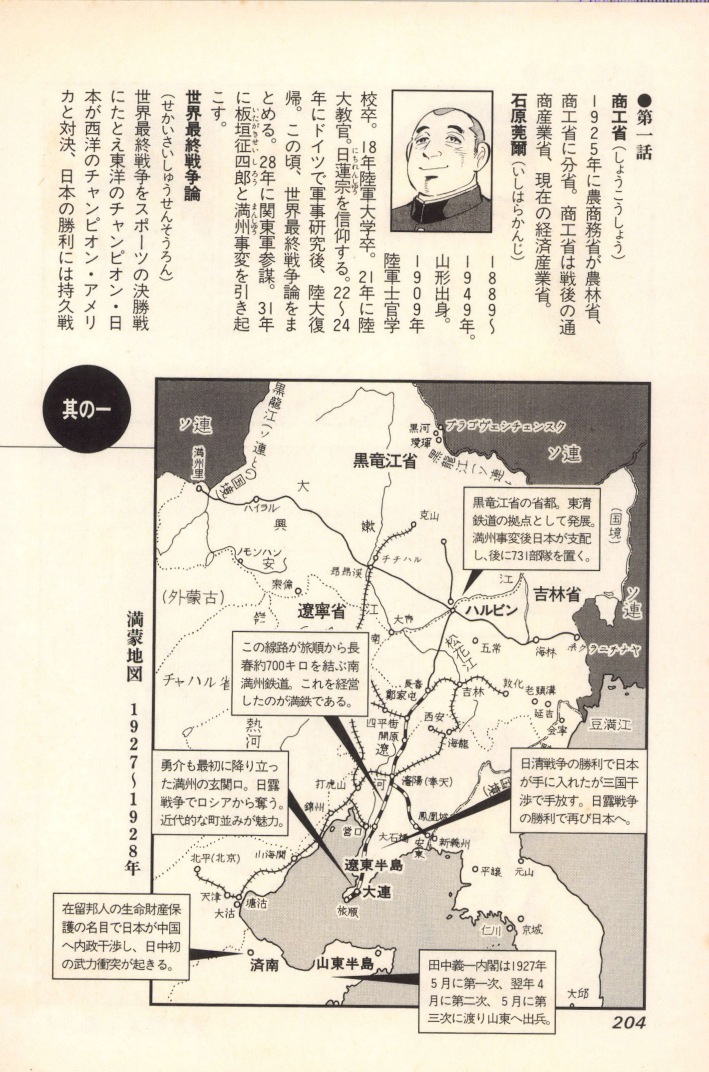 ●第一話
商工省(しょうこうしょう)
1925年に農商務省が農林省、
商工省に分省。商工省は戦後の通
商産業省、現在の経済産業省。
石原莞爾(いしはらかんじ)
1889〜
1949年。
山形出身。
1909年
陸軍士官学
校卒。18年陸軍大学卒。21年に陸
大教官。日蓮宗を信仰する。22〜24
にちれんしゅう
年にドイツで軍事研究後、陸大復
帰。この頃、世界最終戦争論をま
とめる。28年に関東軍参謀。31年
に板垣征四郎と満州事変を引き起
いたがきせいしろう
まんしゅう
こす。
世界最終戦争論
(せかいさいしゅうせんそうろん)
世界最終戦争をスポーツの決勝戦
にたとえ東洋のチャンピオン・日
本が西洋のチャンピオン・アメリ
カと対決、日本の勝利には持久戦
其の一
満蒙地図 1927〜1928年
ソ連
黒龍江(ソ連との国境)
満州里
ハイラル
大
興
安
嫩
江
ノモンハン
索倫
(外蒙古)
チャハル省
熱河
黒竜江省
黒河
璦琿
ブラゴヴェシチェンスク
ソ連
(国境)
克山
チチハル
昂昂渓
黒竜江省の省都。東清
鉄道の拠点として発展。
満州事変後日本が支配
し、後に731部隊を置く。
遼寧省
ハルビン
吉林省
ソ連
松花江
五常
海林
この線路が旅順から長
春約700キロを結ぶ南
満州鉄道。これを経営
したのが満鉄である。
長春
鄭家屯
吉林
敦化
老頭溝
延吉
会寧
豆満江
四平街
開原
西安
海龍
遼
河
勇介も最初に降り立っ
た満州の玄関口。日露
戦争でロシアから奪う。
近代的な町並みが魅力。
打虎山
瀋陽(奉天)
日清戦争の勝利で日本
が手に入れたが三国干
渉で手放す。日露戦争
の勝利で再び日本へ。
錦州
営口
大石橋
鳳凰城
安東
新義州
北平(北京)
山海関
遼東半島
大連
旅順
平壌
元山
天津
塘沽
大沽
在留邦人の生命財産保
護の名目で日本が中国
へ内政干渉し、日中初
の武力衝突が起きる。
済南
山東半島
仁川
京城
田中義一内閣は1927年
5月に第一次、翌年4
月に第二次、5月に第
三次に渡り山東へ出兵。
大邱
204